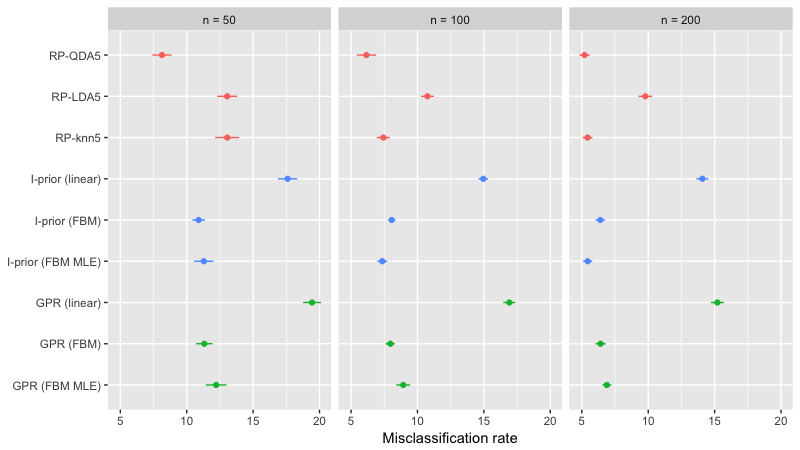 n = 50 n = 100 n = 200
RP-QDA5
RP-LDA5
RP-knn5
I-prior (linear)
I-prior (FBM)
I-prior (FBM MLE)
GPR (linear)
GPR (FBM)
GPR (FBM MLE)
5 10 15 20 5 10 15 20 5 10 15 20
Misclassification rate